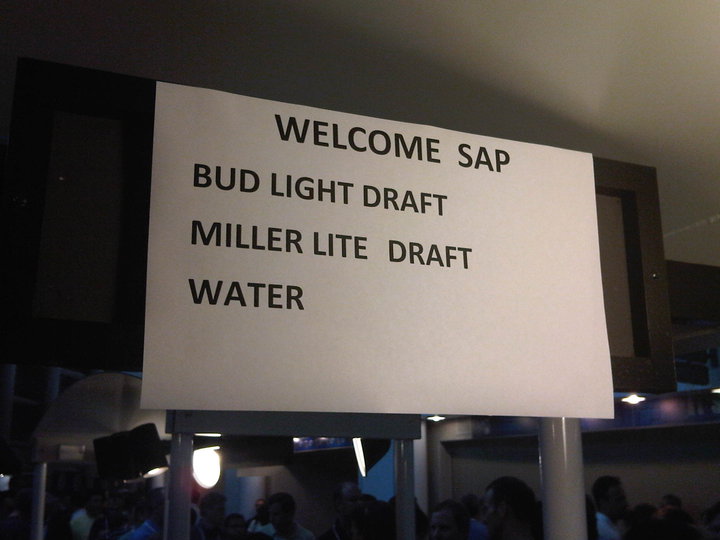 WELCOME SAP
BUD LIGHT DRAFT
MILLER LITE DRAFT
WATER